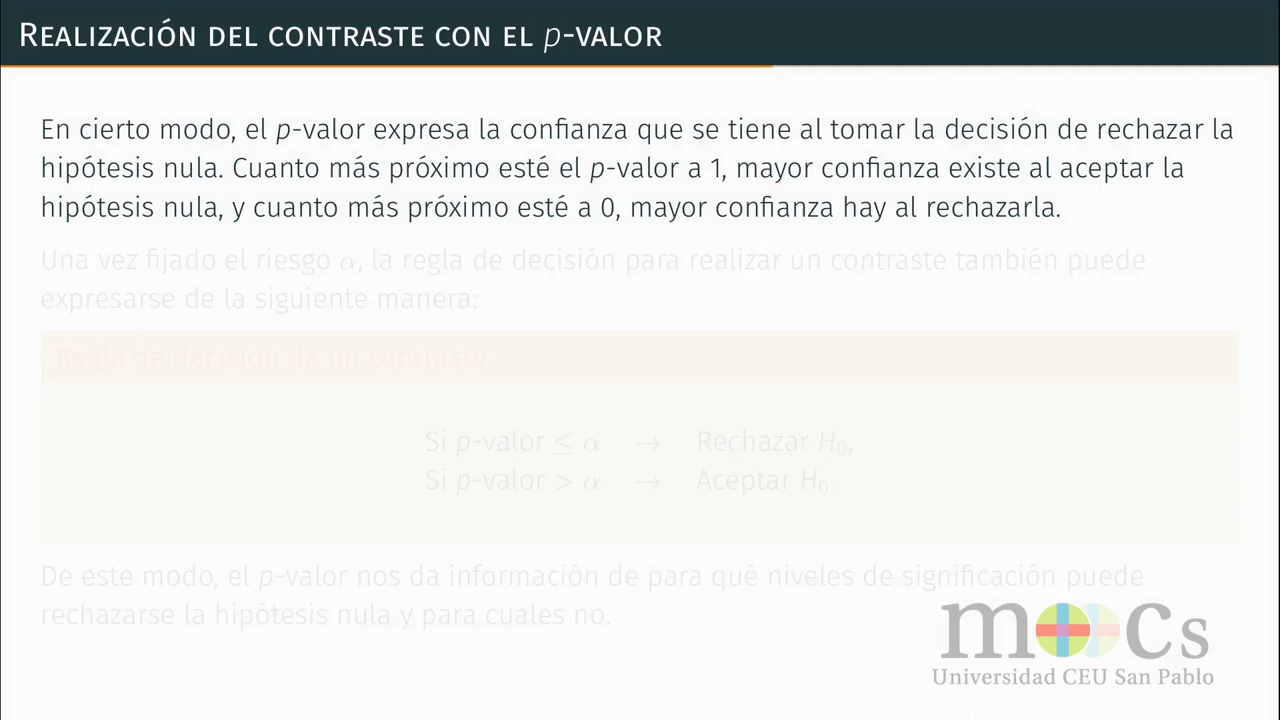 Realización del contraste con el p-valor
En cierto modo, el p-valor expresa la confianza que se tiene al tomar la decisión de rechazar la
hipótesis nula. Cuanto más próximo esté el p-valor a 1, mayor confianza existe al aceptar la
hipótesis nula, y cuanto más próximo esté a 0, mayor confianza hay al rechazarla.
Una vez fijado el riesgo α, la regla de decisión para realizar un contraste también puede
expresarse de la siguiente manera:
Regla de decisión de un contraste
Si p-valor ≤ α → Rechazar H₀,
Si p-valor > α → Aceptar H₀.
De este modo, el p-valor nos da información de para qué niveles de significación puede
rechazarse la hipótesis nula y para cuales no.
moocs
Universidad CEU San Pablo